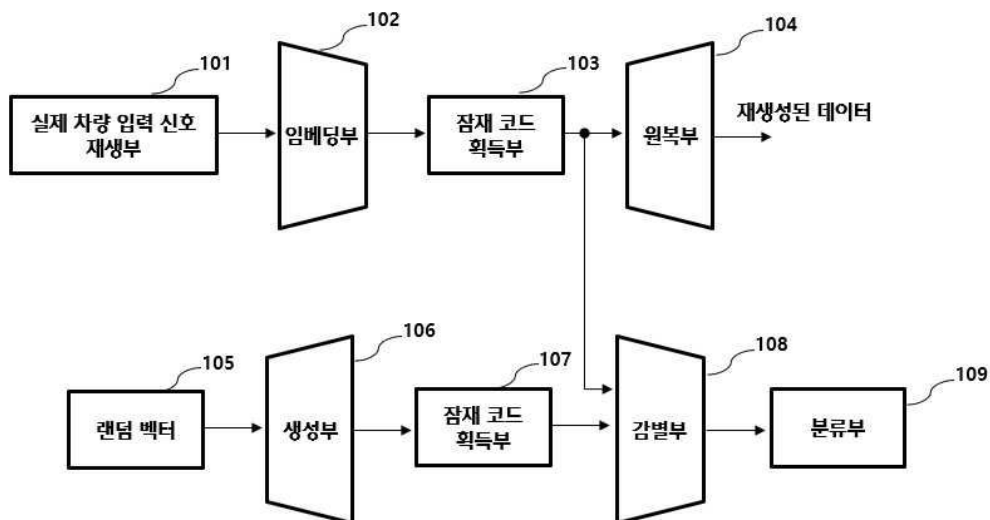 101
실제 차량 입력 신호
재생부
102
임베딩부
103
잠재 코드
획득부
104
원복부
재생성된 데이터
105
랜덤 벡터
106
생성부
107
잠재 코드
획득부
108
감별부
109
분류부